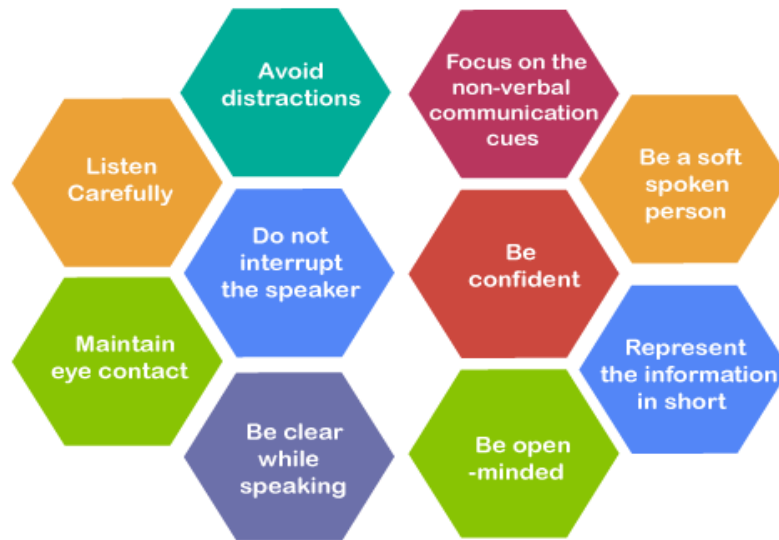 Avoid
distractions
Focus on the
non-verbal
communication
cues
Listen
Carefully
Be a soft
spoken
person
Do not
interrupt
the speaker
Be
confident
Maintain
eye contact
Represent
the information
in short
Be clear
while
speaking
Be open
-minded